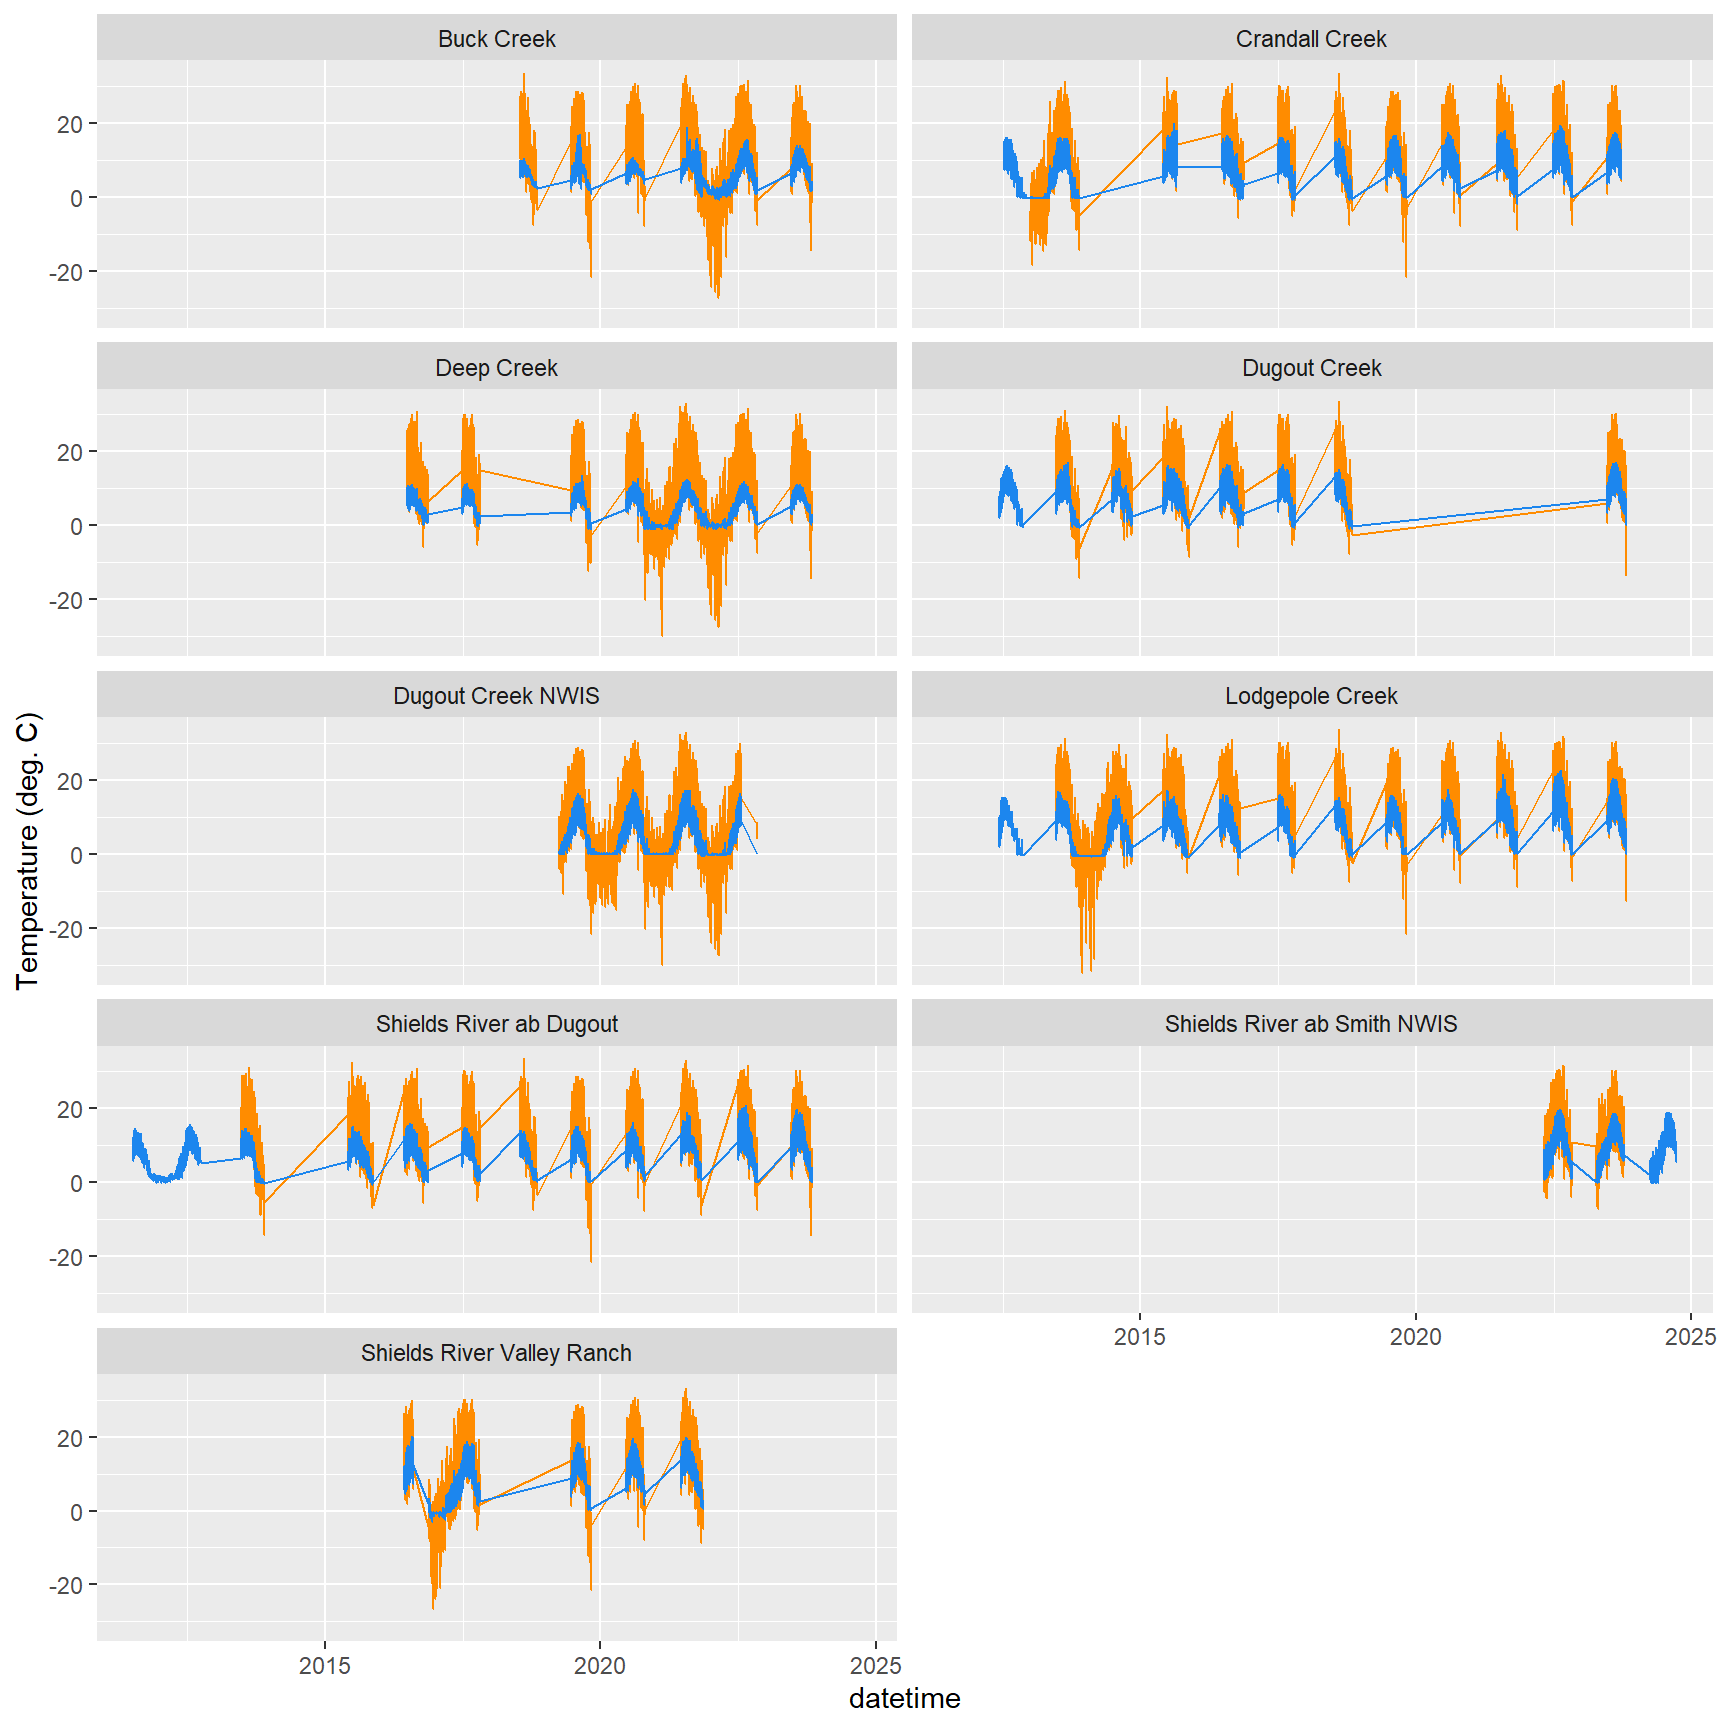 Buck Creek
Crandall Creek
20
0
-20
Deep Creek
Dugout Creek
20
0
-20
Dugout Creek NWIS
Lodgepole Creek
20
0
-20
Temperature (deg. C)
Shields River ab Dugout
Shields River ab Smith NWIS
20
0
-20
2015
2020
2025
Shields River Valley Ranch
20
0
-20
2015
2020
2025
datetime